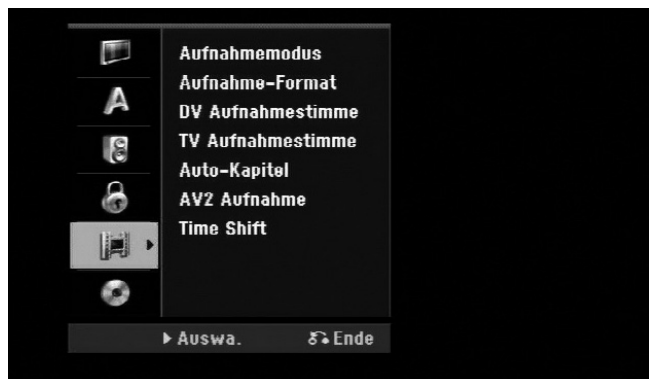 Aufnahmemodus
Aufnahme-Format
DV Aufnahmestimme
TV Aufnahmestimme
Auto-Kapitel
AV2 Aufnahme
Time Shift
Auswa. Ende